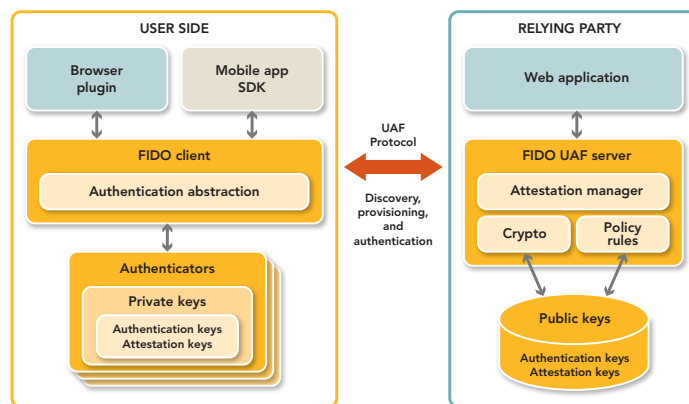 USER SIDE
Browser
plugin
Mobile app
SDK
FIDO client
Authentication abstraction
Authenticators
Private keys
Authentication keys
Attestation keys
UAF
Protocol
Discovery,
provisioning,
and
authentication
RELYING PARTY
Web application
FIDO UAF server
Attestation manager
Crypto
Policy
rules
Public keys
Authentication keys
Attestation keys